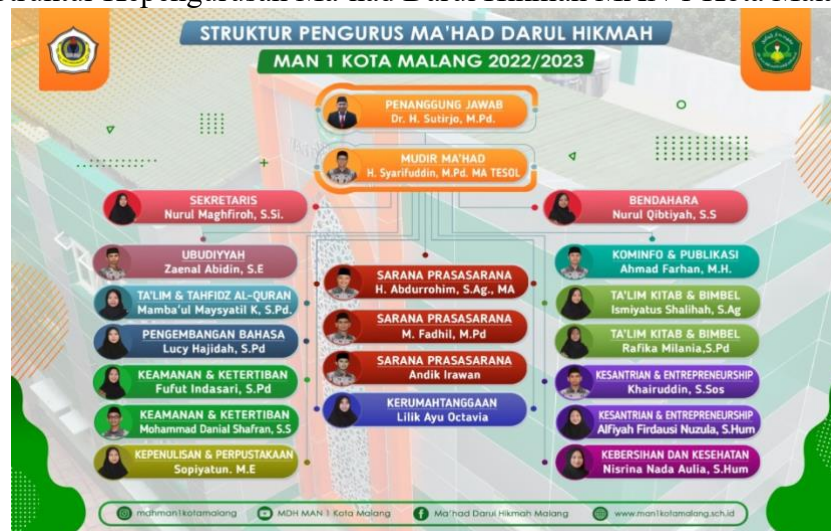 STRUKTUR PENGURUS MA'HAD DARUL HIKMAH
MAN 1 KOTA MALANG 2022/2023
PENANGGUNG JAWAB
Dr. H. Sutirjo, M.Pd.
MUDIR MA'HAD
H. Syarifuddin, M.Pd. MA TESOL
SEKRETARIS
Nurul Maghfiroh, S.Si.
BENDAHARA
Nurul Qibtiyah, S.S
UBUDIYYAH
Zaenal Abidin, S.E
TA'LIM & TAHFIDZ AL-QURAN
Mamba'ul Maysyatil K, S.Pd.
PENGEMBANGAN BAHASA
Lucy Hajidah, S.Pd
KEAMANAN & KETERTIBAN
Fufut Indasari, S.Pd
KEAMANAN & KETERTIBAN
Mohammad Danial Shafran, S.S
KEPENULISAN & PERPUSTAKAAN
Sopiyatun. M.E
SARANA PRASASARANA
H. Abdurrohim, S.Ag., MA
SARANA PRASASARANA
M. Fadhil, M.Pd
SARANA PRASASARANA
Andik Irawan
KERUMAHTANGGAAN
Lilik Ayu Octavia
KOMINFO & PUBLIKASI
Ahmad Farhan, M.H.
TA'LIM KITAB & BIMBEL
Ismiyatus Shalihah, S.Ag
TA'LIM KITAB & BIMBEL
Rafika Milania,S.Pd
KESANTRIAN & ENTREPRENEURSHIP
Khairuddin, S.Sos
KESANTRIAN & ENTREPRENEURSHIP
Alfiyah Firdausi Nuzula, S.Hum
KEBERSIHAN DAN KESEHATAN
Nisrina Nada Aulia, S.Hum
mdhman1kotamalang
MDH MAN 1 Kota Malang
Ma'had Darul Hikmah Malang
www.man1kotamalang.sch.id